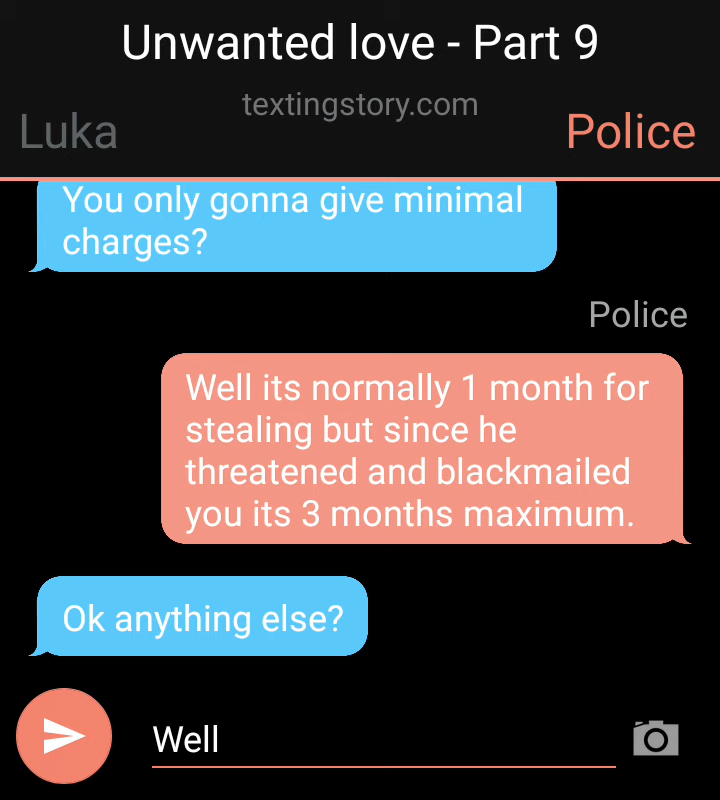 Unwanted love - Part 9
textingstory.com
Luka
Police
You only gonna give minimal
charges?
Police
Well its normally 1 month for
stealing but since he
threatened and blackmailed
you its 3 months maximum.
Ok anything else?
Well